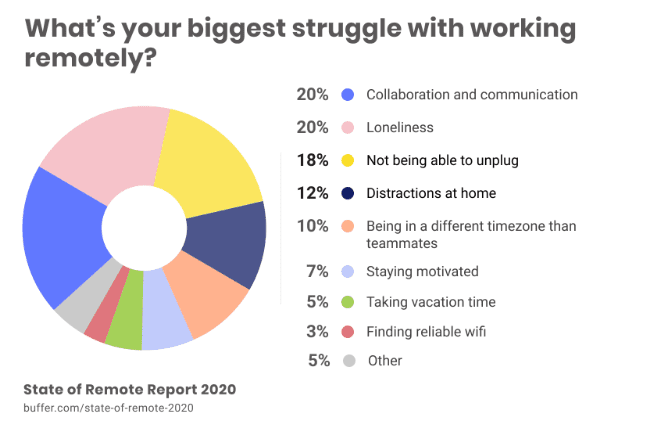 What's your biggest struggle with working
remotely?
20% Collaboration and communication
20% Loneliness
18% Not being able to unplug
12% Distractions at home
10% Being in a different timezone than
teammates
7% Staying motivated
5% Taking vacation time
3% Finding reliable wifi
5% Other
State of Remote Report 2020
buffer.com/state-of-remote-2020